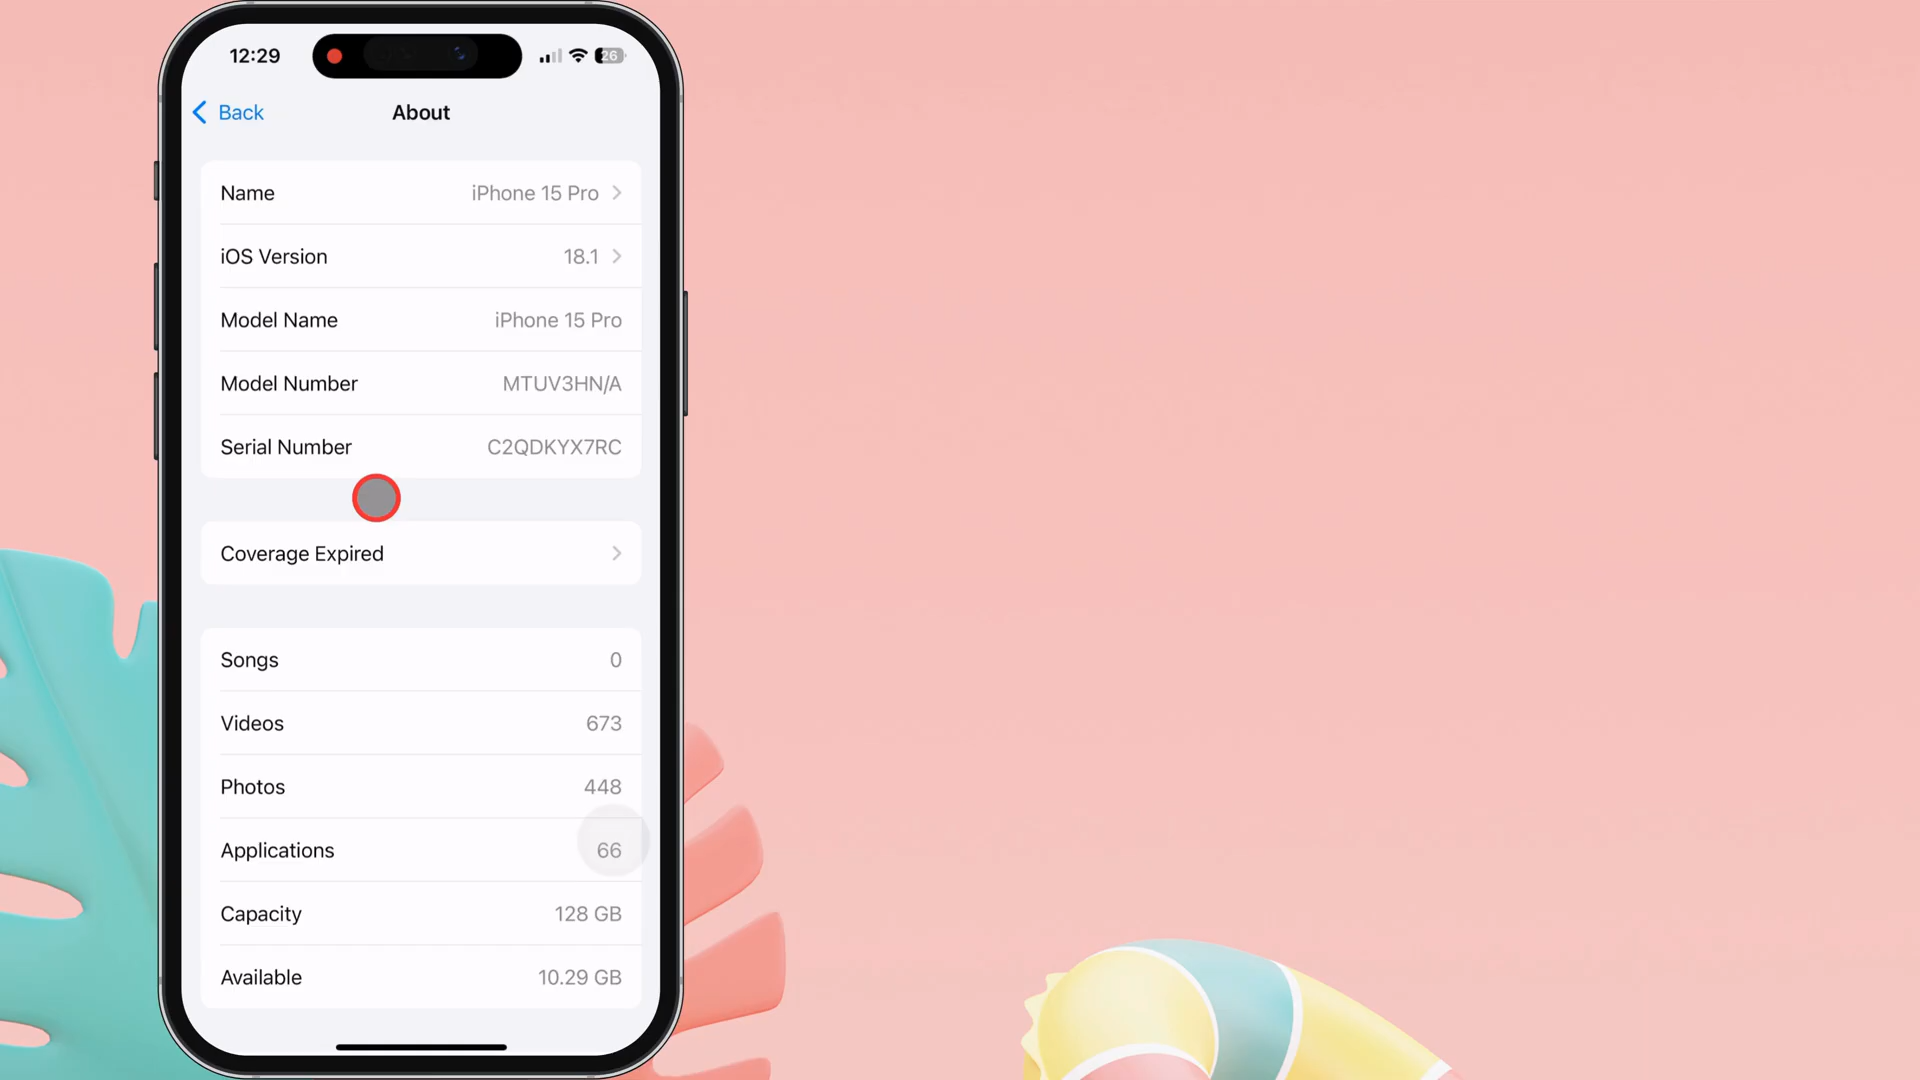 12:29
26
Back
About
Name
iPhone 15 Pro
iOS Version
18.1
Model Name
iPhone 15 Pro
Model Number
MTUV3HN/A
Serial Number
C2QDKYX7RC
Coverage Expired
Songs
0
Videos
673
Photos
448
Applications
66
Capacity
128 GB
Available
10.29 GB